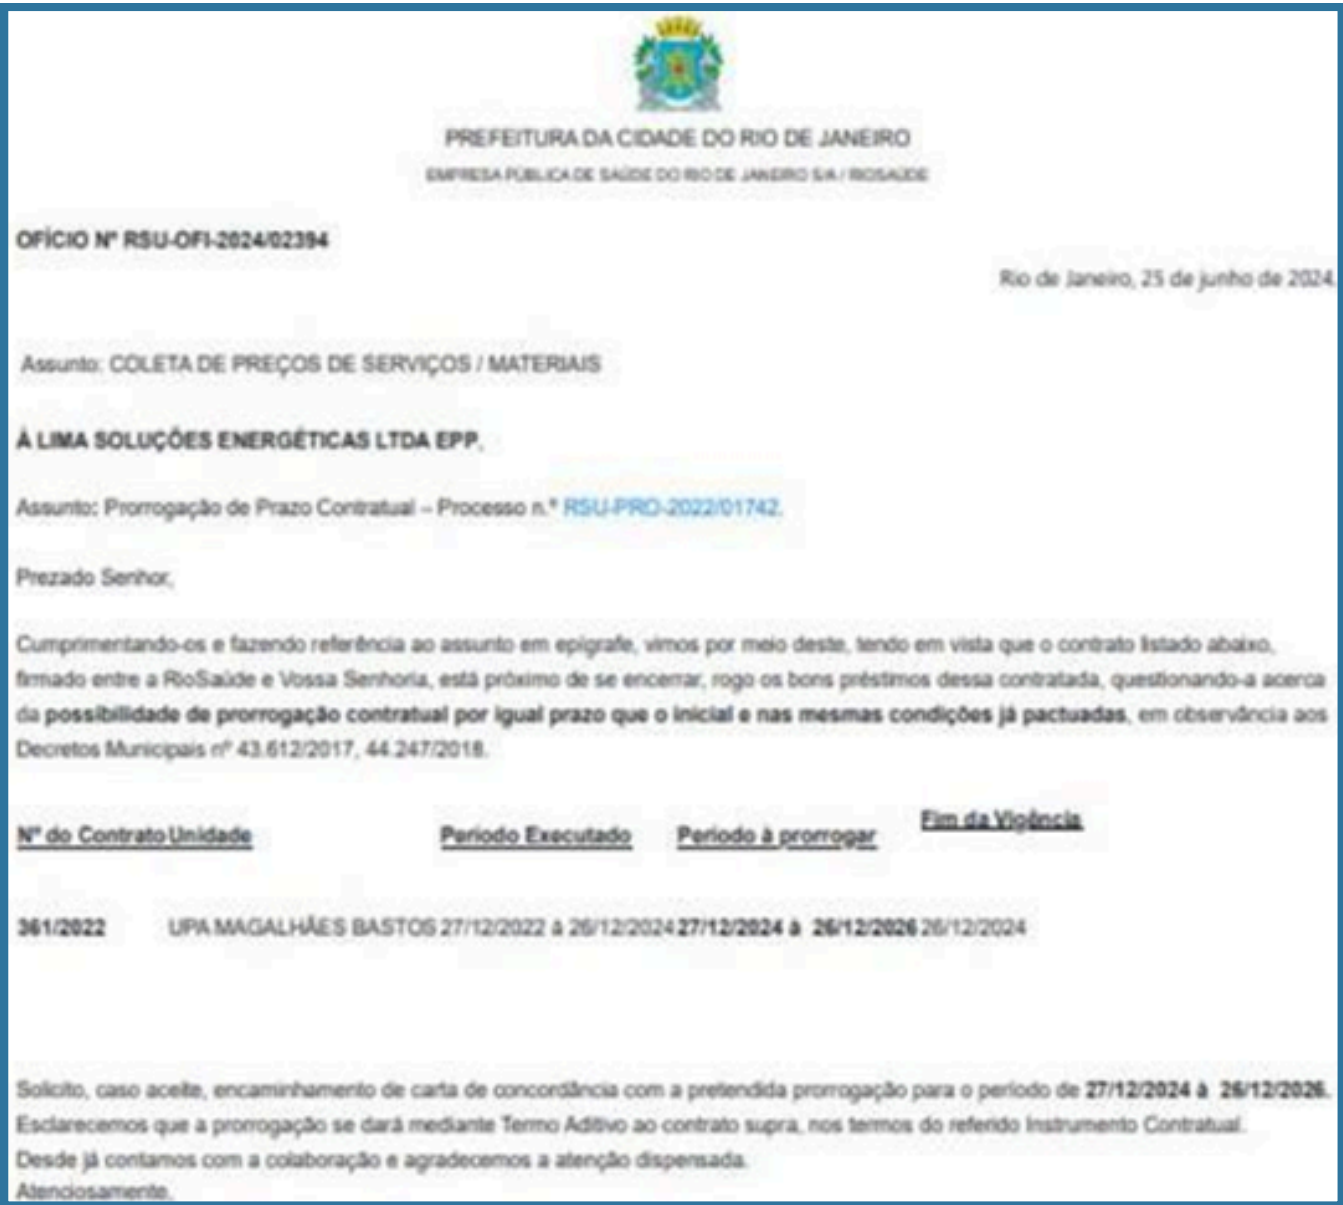 PREFEITURA DA CIDADE DO RIO DE JANEIRO
EMPRESA PÚBLICA DE SAÚDE DO RIO DE JANEIRO S/A / RIOSAÚDE
OFÍCIO Nº RSU-OFI-2024/02394
Rio de Janeiro, 25 de junho de 2024.
Assunto: COLETA DE PREÇOS DE SERVIÇOS / MATERIAIS
À LIMA SOLUÇÕES ENERGÉTICAS LTDA EPP,
Assunto: Prorrogação de Prazo Contratual – Processo n.º RSU-PRO-2022/01742.
Prezado Senhor,
Cumprimentando-os e fazendo referência ao assunto em epígrafe, vimos por meio deste, tendo em vista que o contrato listado abaixo,
firmado entre a RioSaúde e Vossa Senhoria, está próximo de se encerrar, rogo os bons préstimos dessa contratada, questionando-a acerca
da possibilidade de prorrogação contratual por igual prazo que o inicial e nas mesmas condições já pactuadas, em observância aos
Decretos Municipais nº 43.612/2017, 44.247/2018.
Nº do Contrato Unidade Período Executado Período à prorrogar Fim da Vigência
361/2022 UPA MAGALHÃES BASTOS 27/12/2022 à 26/12/2024 27/12/2024 à 26/12/2026 26/12/2024
Solicito, caso aceite, encaminhamento de carta de concordância com a pretendida prorrogação para o período de 27/12/2024 à 26/12/2026.
Esclarecemos que a prorrogação se dará mediante Termo Aditivo ao contrato supra, nos termos do referido Instrumento Contratual.
Desde já contamos com a colaboração e agradecemos a atenção dispensada.
Atenciosamente,